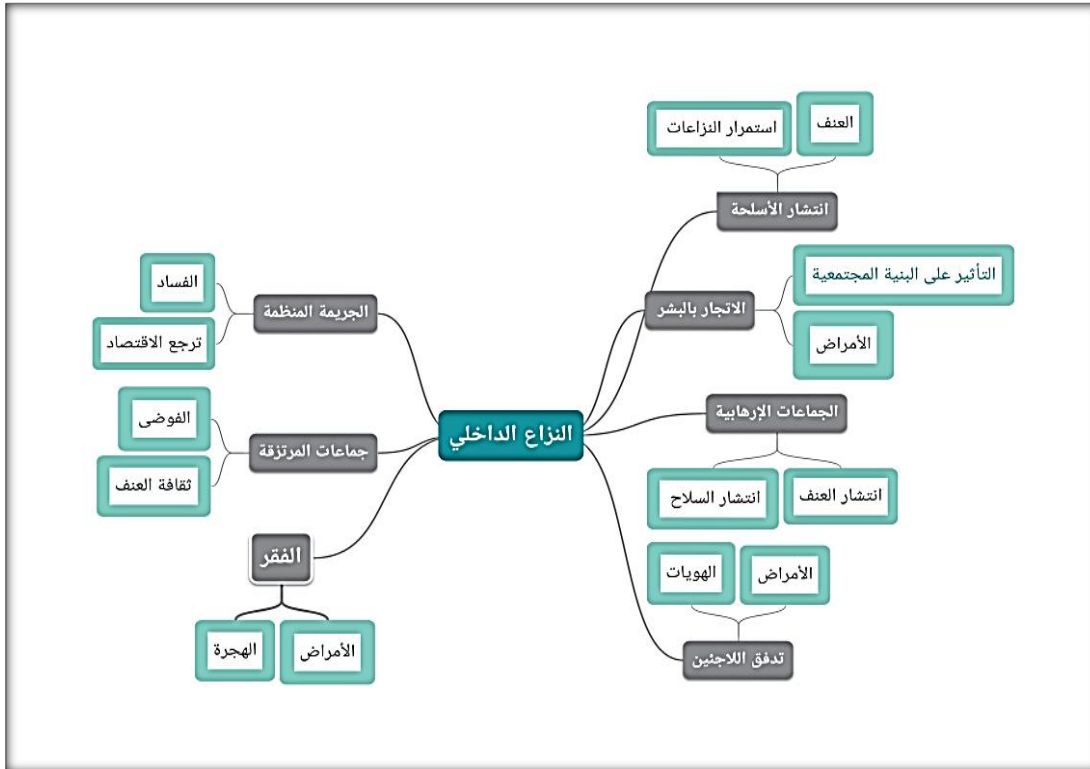 العنف
استمرار النزاعات
انتشار الأسلحة
التأثير على البنية المجتمعية
الاتجار بالبشر
الأمراض
الجماعات الإرهابية
انتشار العنف
انتشار السلاح
الأمراض
الهويات
تدفق اللاجئين
النزاع الداخلي
الجريمة المنظمة
الفساد
ترجع الاقتصاد
جماعات المرتزقة
الفوضى
ثقافة العنف
الفقر
الأمراض
الهجرة